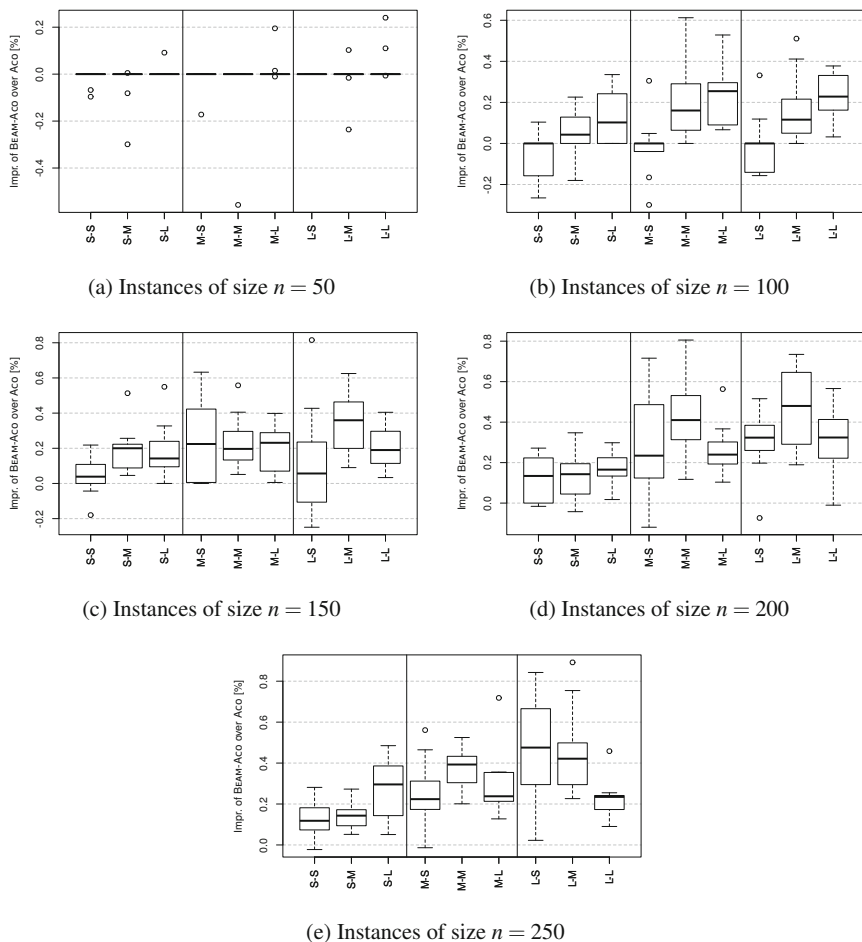 Impr. of BEAM-ACO over ACO [%]
0.2
0.0
-0.2
-0.4
S-S S-M S-L M-S M-M M-L L-S L-M L-L
(a) Instances of size n = 50
Impr. of BEAM-ACO over ACO [%]
0.6
0.4
0.2
0.0
-0.2
S-S S-M S-L M-S M-M M-L L-S L-M L-L
(b) Instances of size n = 100
Impr. of BEAM-ACO over ACO [%]
0.8
0.6
0.4
0.2
0.0
-0.2
S-S S-M S-L M-S M-M M-L L-S L-M L-L
(c) Instances of size n = 150
Impr. of BEAM-ACO over ACO [%]
0.8
0.6
0.4
0.2
0.0
S-S S-M S-L M-S M-M M-L L-S L-M L-L
(d) Instances of size n = 200
Impr. of BEAM-ACO over ACO [%]
0.8
0.6
0.4
0.2
0.0
S-S S-M S-L M-S M-M M-L L-S L-M L-L
(e) Instances of size n = 250